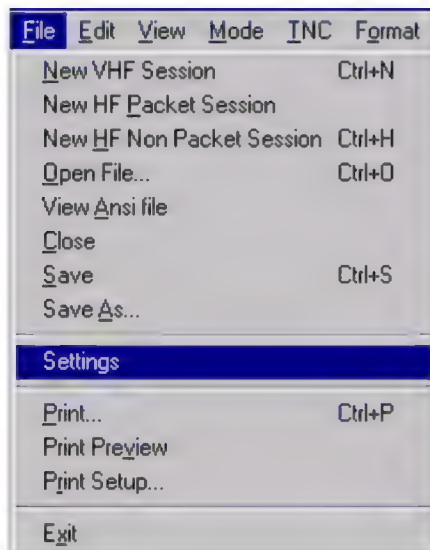 File Edit View Mode TNC Format
New VHF Session Ctrl+N
New HF Packet Session
New HF Non Packet Session Ctrl+H
Open File... Ctrl+O
View Ansi file
Close
Save Ctrl+S
Save As...
Settings
Print... Ctrl+P
Print Preview
Print Setup...
Exit